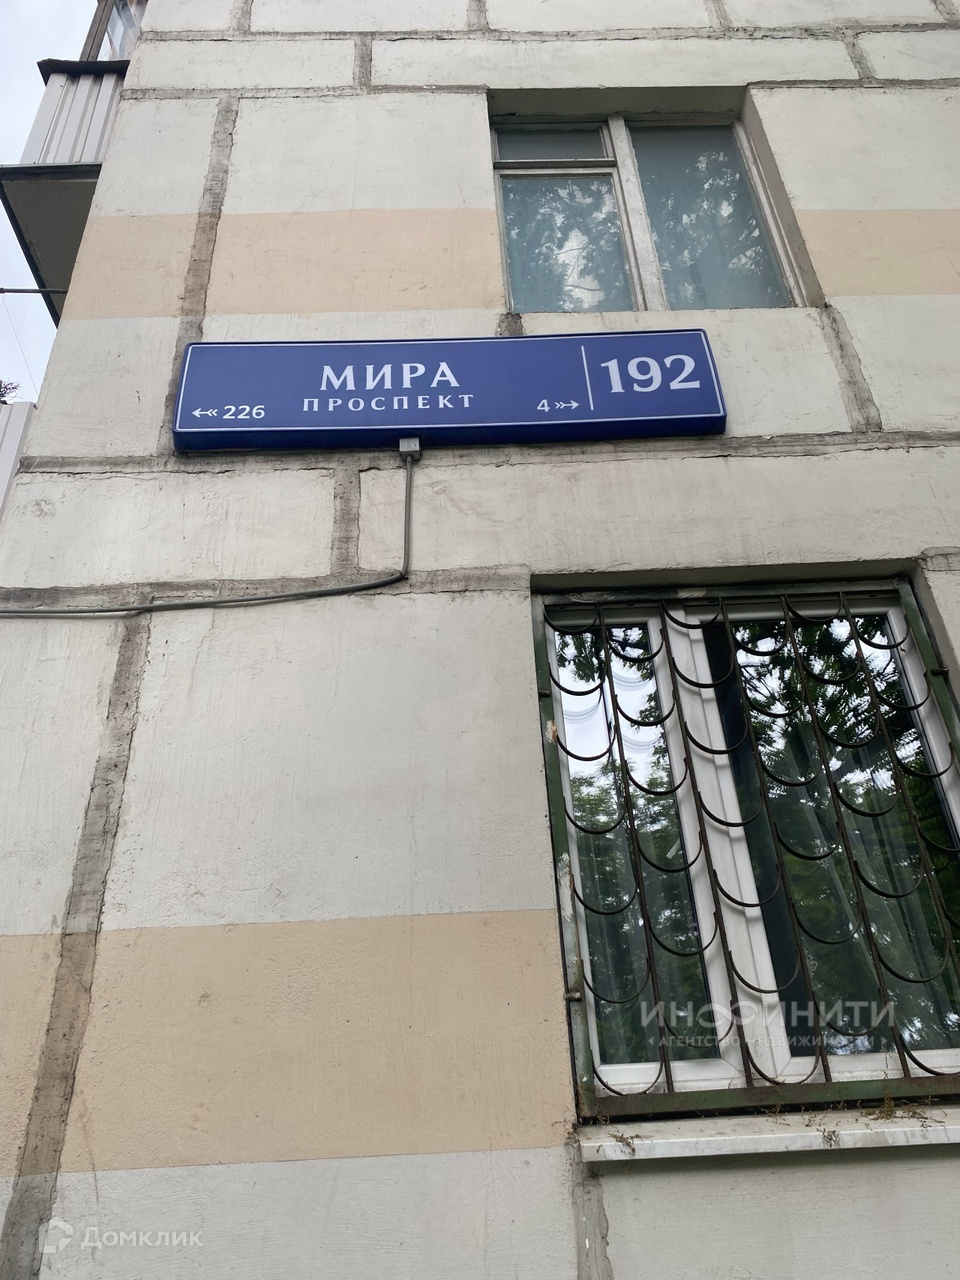 МИРА
ПРОСПЕКТ
226
4
192
ИНФИНИТИ
АГЕНТСТВО НЕДВИЖИМОСТИ
Домклик